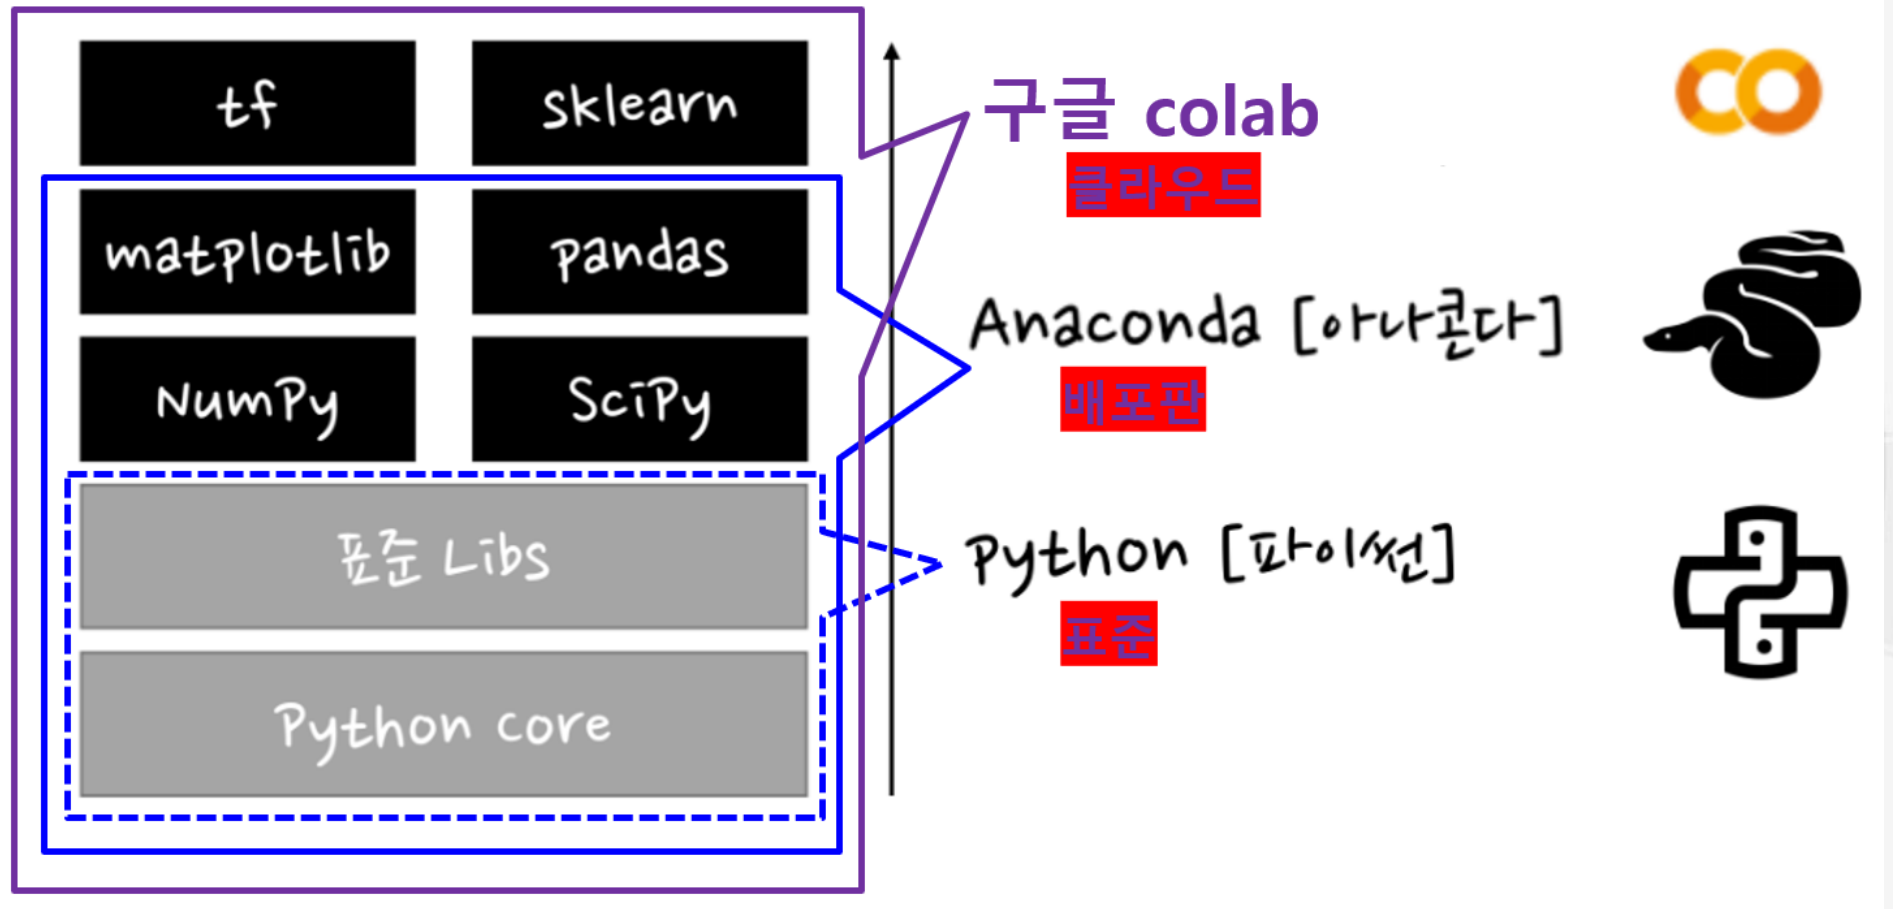 tf
sklearn
matplotlib
pandas
NumPy
SciPy
표준 Libs
Python core
구글 colab
클라우드
Anaconda [아나콘다]
배포판
Python [파이썬]
표준